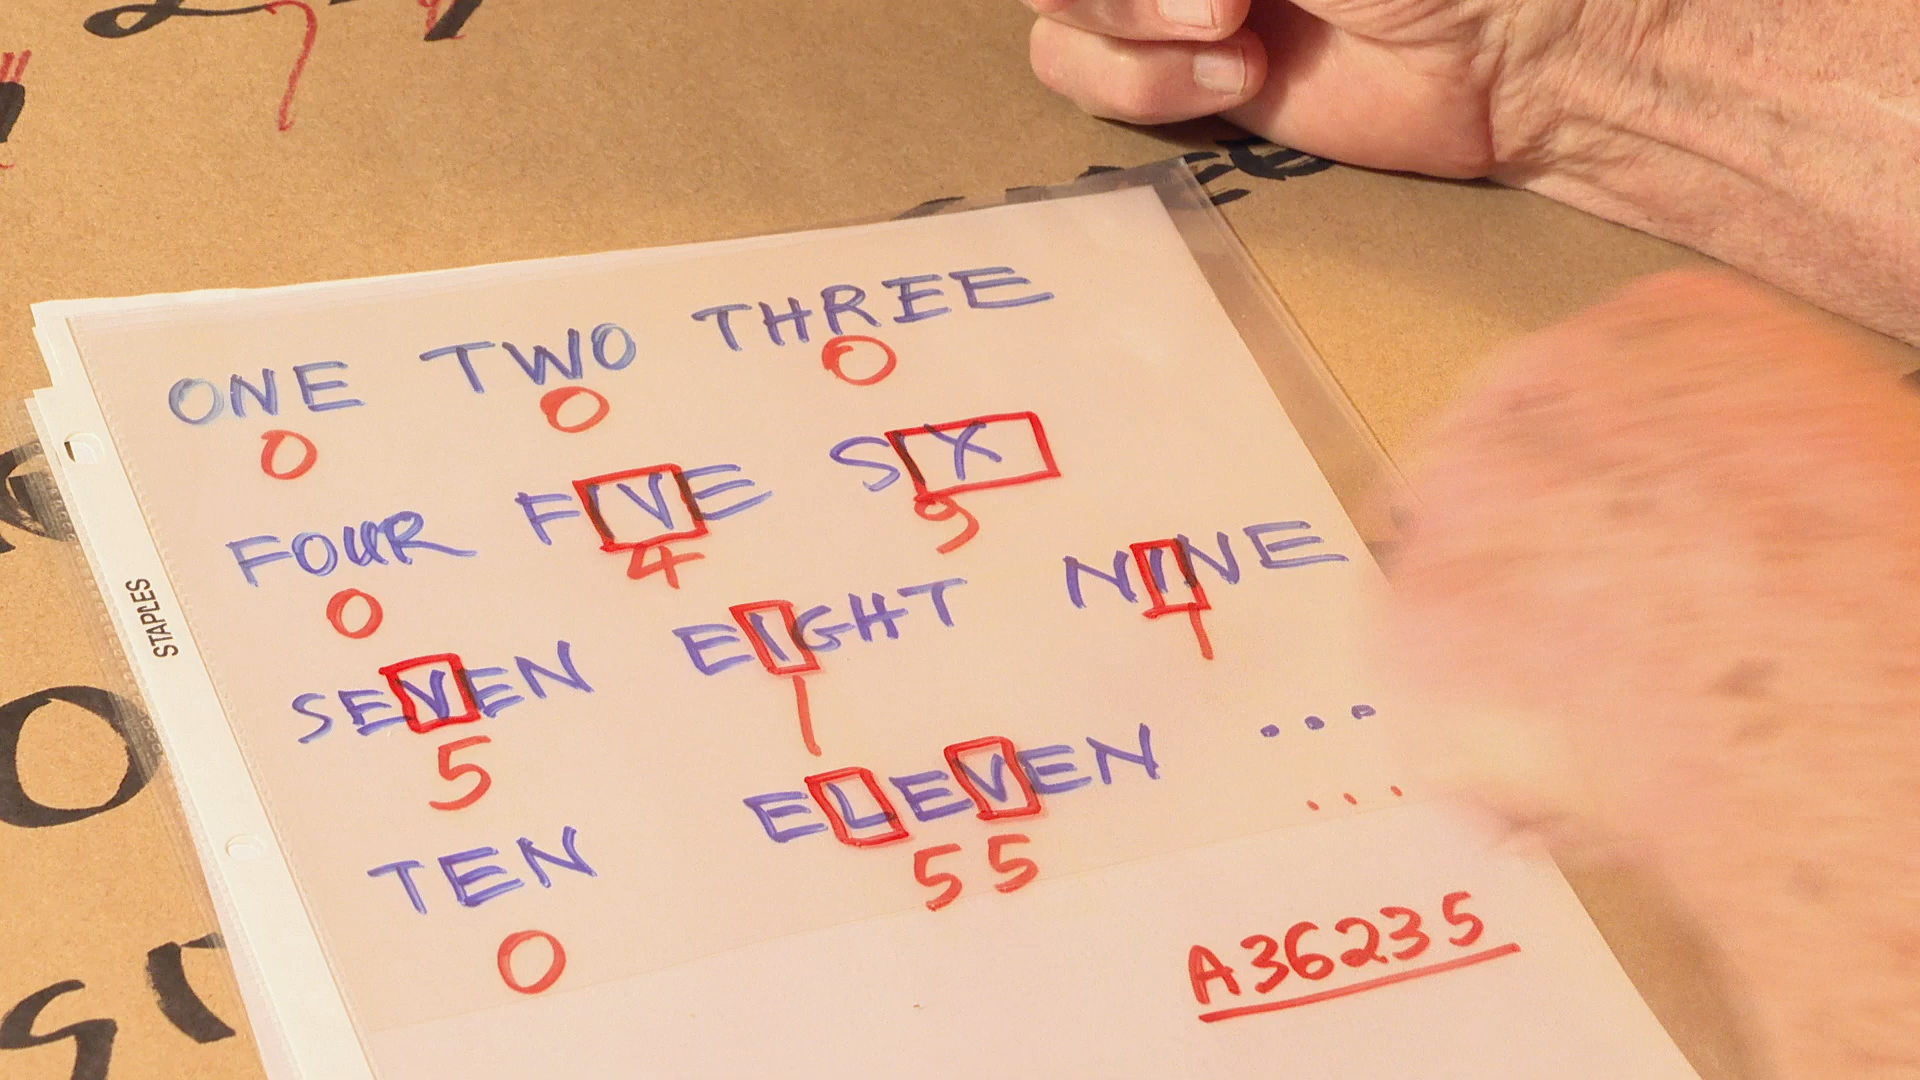 ONE TWO THREE
0 0 0
FOUR FIVE SIX
0 4 9
SEVEN EIGHT NINE
5 1 1
TEN ELEVEN ...
0 55 ...
A36235
STAPLES